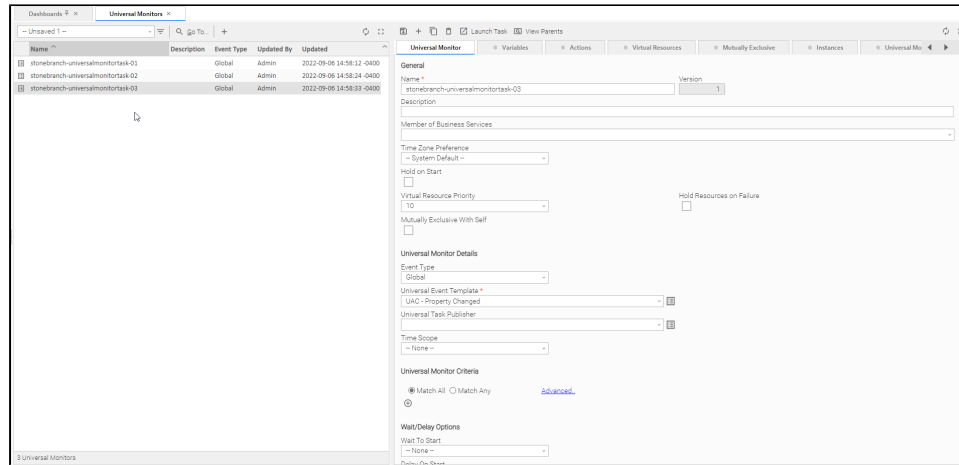 Dashboards
Universal Monitors
-- Unsaved 1 --
Go To...
Launch Task
View Parents
Name
Description
Event Type
Updated By
Updated
stonebranch-universalmonitortask-01 Global Admin 2022-09-06 14:58:12 -0400
stonebranch-universalmonitortask-02 Global Admin 2022-09-06 14:58:24 -0400
stonebranch-universalmonitortask-03 Global Admin 2022-09-06 14:58:33 -0400
3 Universal Monitors
Universal Monitor
Variables
Actions
Virtual Resources
Mutually Exclusive
Instances
Universal Mo
General
Name * Version
stonebranch-universalmonitortask-03 1
Description
Member of Business Services
Time Zone Preference
-- System Default --
Hold on Start
Virtual Resource Priority Hold Resources on Failure
10
Mutually Exclusive With Self
Universal Monitor Details
Event Type
Global
Universal Event Template *
UAC - Property Changed
Universal Task Publisher
Time Scope
-- None --
Universal Monitor Criteria
Match All Match Any Advanced..
Wait/Delay Options
Wait To Start
-- None --
Delay On Start